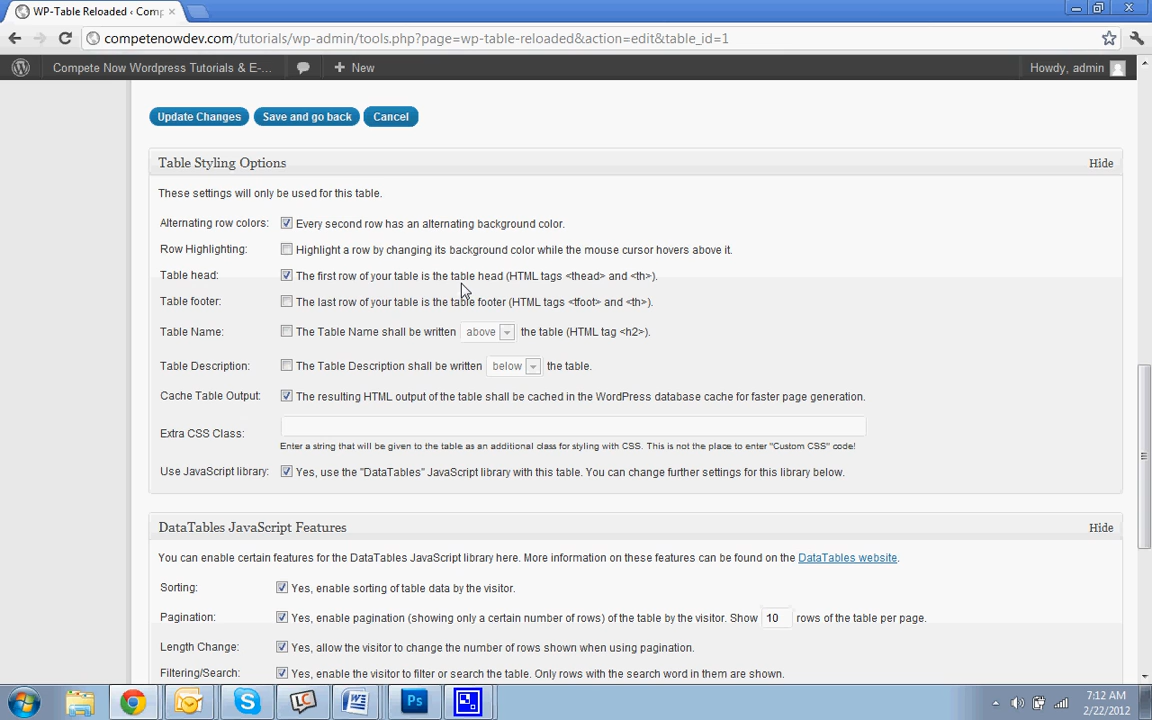 WP-Table Reloaded ‹ Comp
competenowdev.com/tutorials/wp-admin/tools.php?page=wp-table-reloaded&action=edit&table_id=1
Compete Now Wordpress Tutorials & E-... New Howdy, admin
Update Changes Save and go back Cancel
Table Styling Options Hide
These settings will only be used for this table.
Alternating row colors: Every second row has an alternating background color.
Row Highlighting: Highlight a row by changing its background color while the mouse cursor hovers above it.
Table head: The first row of your table is the table head (HTML tags <thead> and <th>).
Table footer: The last row of your table is the table footer (HTML tags <tfoot> and <th>).
Table Name: The Table Name shall be written above the table (HTML tag <h2>).
Table Description: The Table Description shall be written below the table.
Cache Table Output: The resulting HTML output of the table shall be cached in the WordPress database cache for faster page generation.
Extra CSS Class:
Enter a string that will be given to the table as an additional class for styling with CSS. This is not the place to enter "Custom CSS" code!
Use JavaScript library: Yes, use the "DataTables" JavaScript library with this table. You can change further settings for this library below.
DataTables JavaScript Features Hide
You can enable certain features for the DataTables JavaScript library here. More information on these features can be found on the DataTables website.
Sorting: Yes, enable sorting of table data by the visitor.
Pagination: Yes, enable pagination (showing only a certain number of rows) of the table by the visitor. Show 10 rows of the table per page.
Length Change: Yes, allow the visitor to change the number of rows shown when using pagination.
Filtering/Search: Yes, enable the visitor to filter or search the table. Only rows with the search word in them are shown.
Ps
7:12 AM
2/22/2012